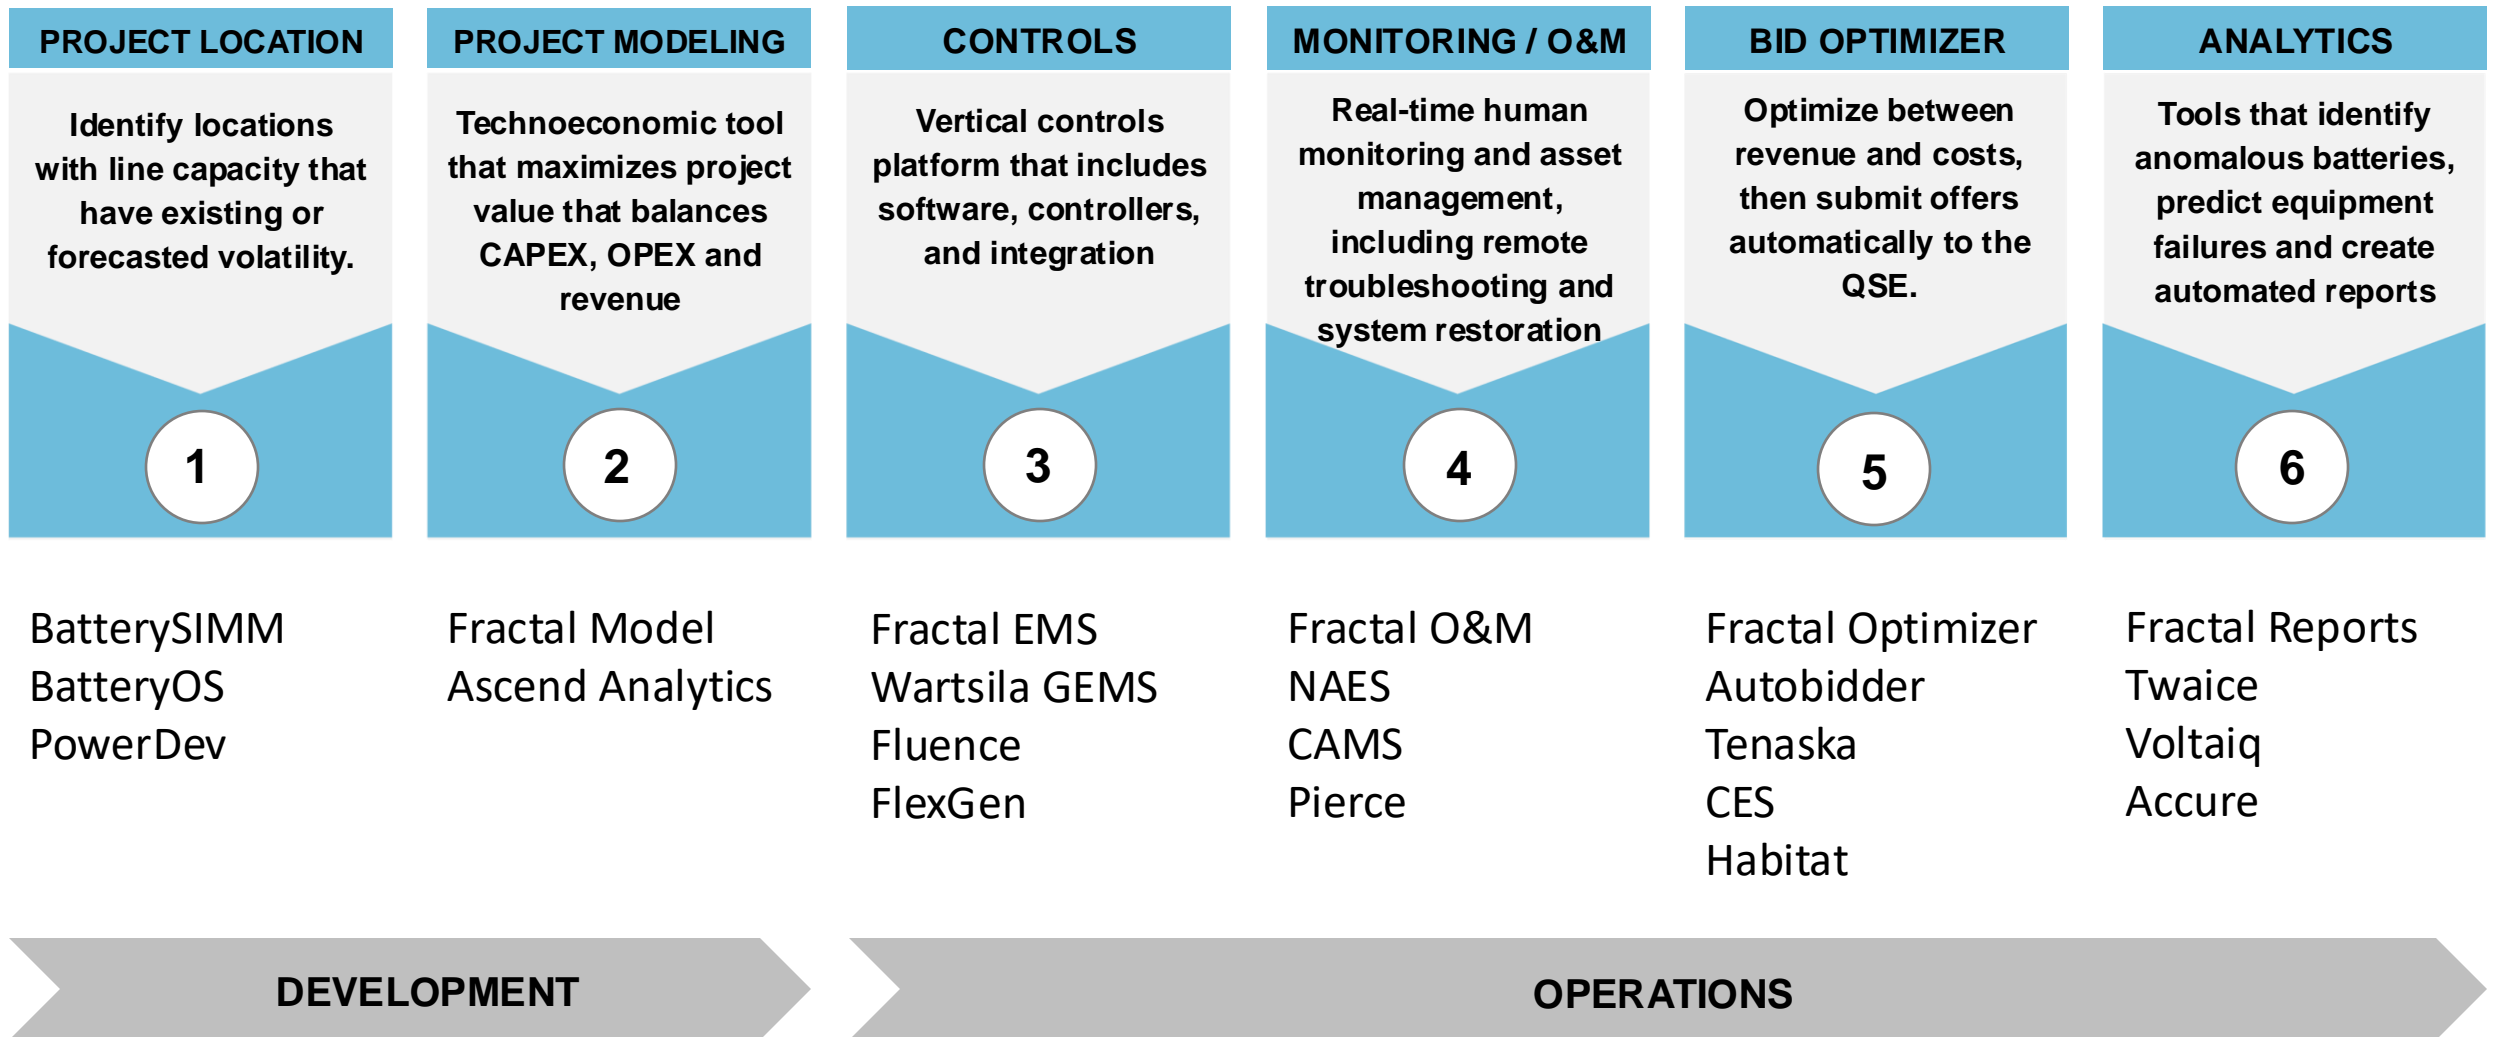 PROJECT LOCATION
Identify locations
with line capacity that
have existing or
forecasted volatility.
1
BatterySIMM
BatteryOS
PowerDev
PROJECT MODELING
Technoeconomic tool
that maximizes project
value that balances
CAPEX, OPEX and
revenue
2
Fractal Model
Ascend Analytics
CONTROLS
Vertical controls
platform that includes
software, controllers,
and integration
3
Fractal EMS
Wartsila GEMS
Fluence
FlexGen
MONITORING / O&M
Real-time human
monitoring and asset
management,
including remote
troubleshooting and
system restoration
4
Fractal O&M
NAES
CAMS
Pierce
BID OPTIMIZER
Optimize between
revenue and costs,
then submit offers
automatically to the
QSE.
5
Fractal Optimizer
Autobidder
Tenaska
CES
Habitat
ANALYTICS
Tools that identify
anomalous batteries,
predict equipment
failures and create
automated reports
6
Fractal Reports
Twaice
Voltaiq
Accure
DEVELOPMENT
OPERATIONS